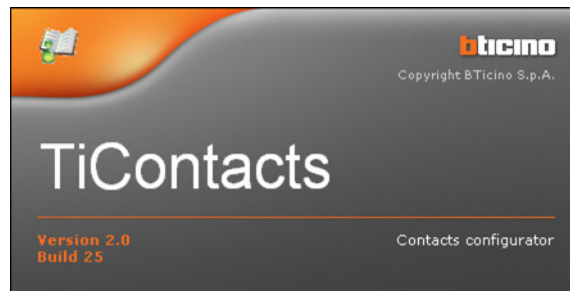 bticino
Copyright BTicino S.p.A.
TiContacts
Version 2.0
Build 25
Contacts configurator